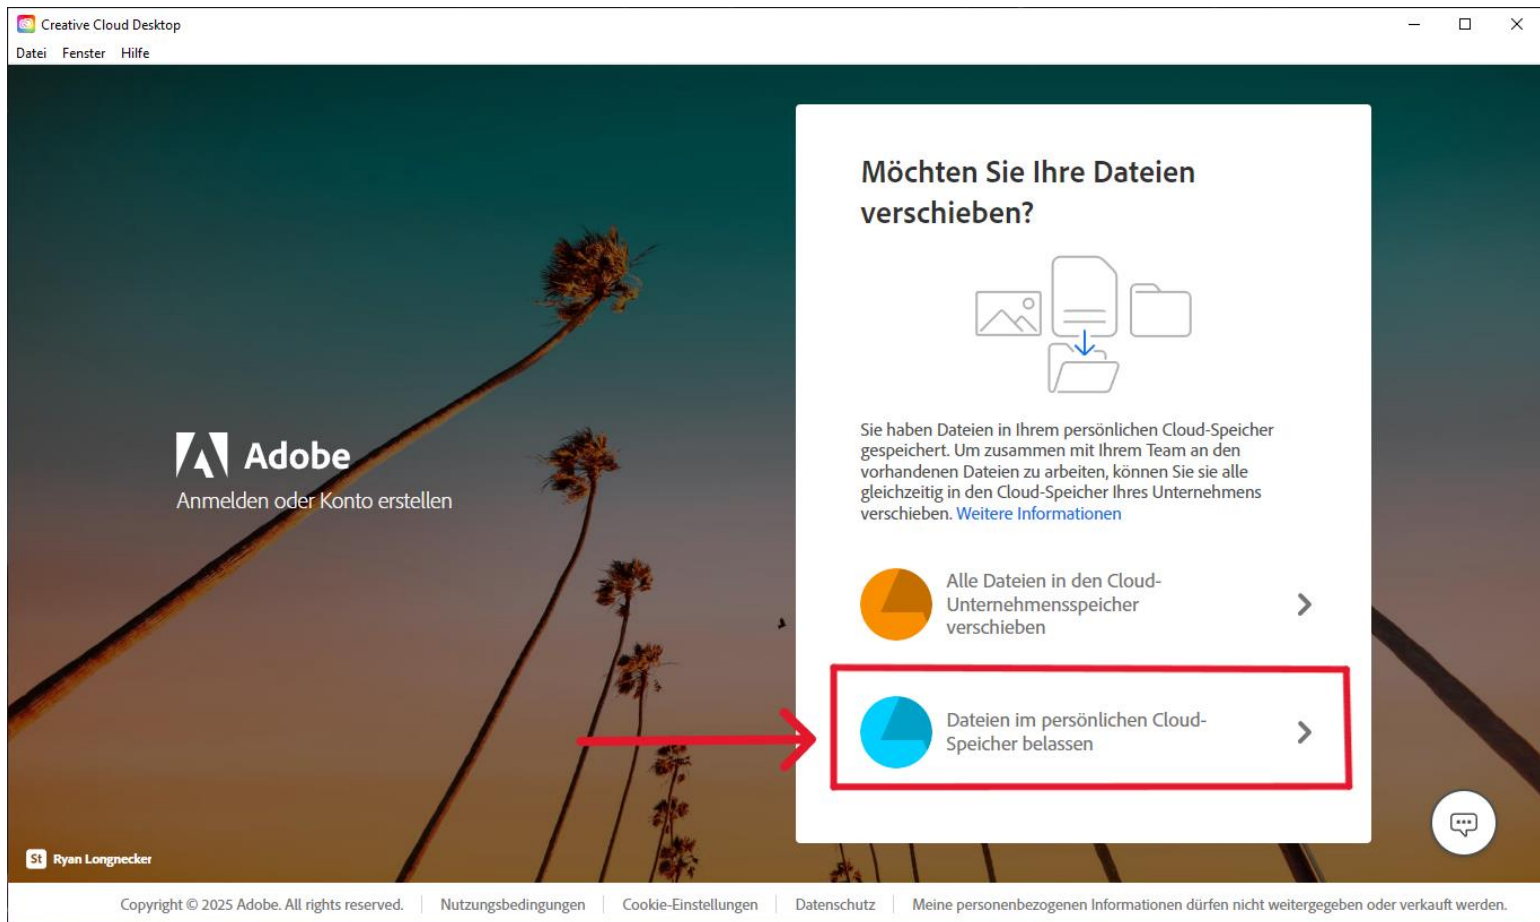 Creative Cloud Desktop
Datei Fenster Hilfe
Möchten Sie Ihre Dateien
verschieben?
Sie haben Dateien in Ihrem persönlichen Cloud-Speicher
gespeichert. Um zusammen mit Ihrem Team an den
vorhandenen Dateien zu arbeiten, können Sie sie alle
gleichzeitig in den Cloud-Speicher Ihres Unternehmens
verschieben. Weitere Informationen
Adobe
Anmelden oder Konto erstellen
Alle Dateien in den Cloud-
Unternehmensspeicher
verschieben
Dateien im persönlichen Cloud-
Speicher belassen
St Ryan Longnecker
Copyright © 2025 Adobe. All rights reserved. Nutzungsbedingungen Cookie-Einstellungen Datenschutz Meine personenbezogenen Informationen dürfen nicht weitergegeben oder verkauft werden.